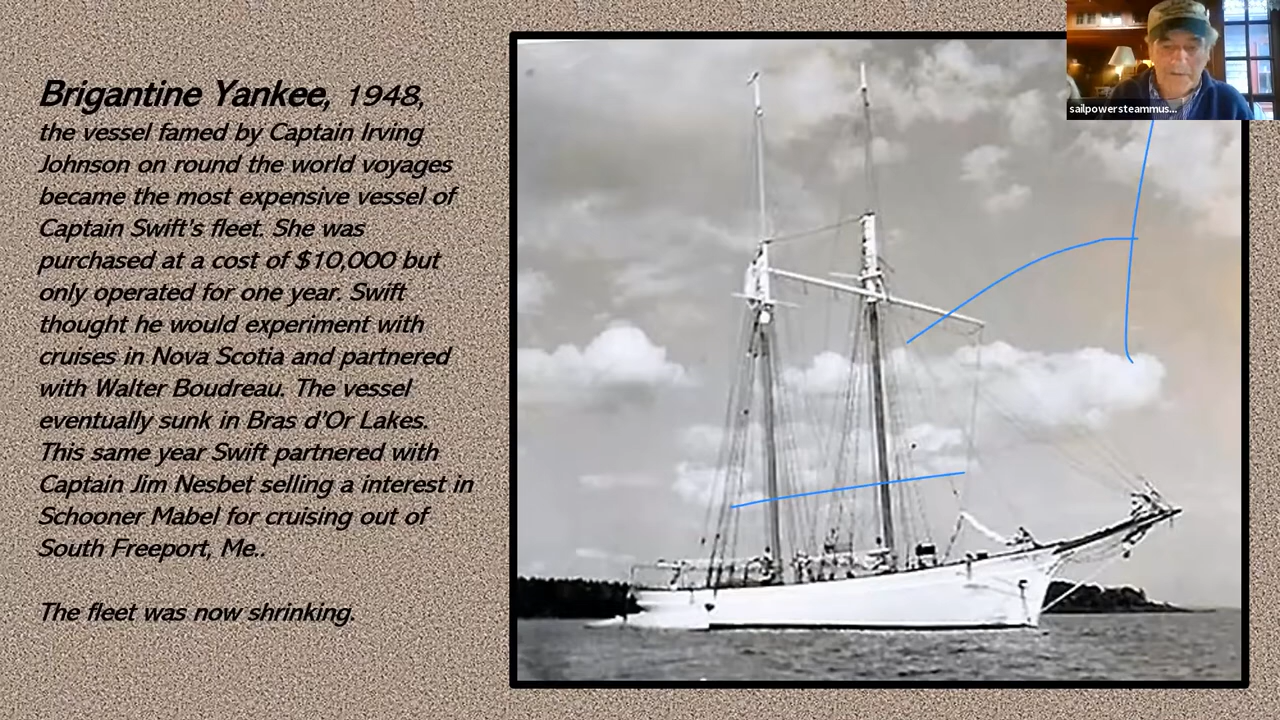 Brigantine Yankee, 1948,
the vessel famed by Captain Irving
Johnson on round the world voyages
became the most expensive vessel of
Captain Swift's fleet. She was
purchased at a cost of $10,000 but
only operated for one year. Swift
thought he would experiment with
cruises in Nova Scotia and partnered
with Walter Boudreau. The vessel
eventually sunk in Bras d'Or Lakes.
This same year Swift partnered with
Captain Jim Nesbet selling a interest in
Schooner Mabel for cruising out of
South Freeport, Me..
The fleet was now shrinking.
sailpowersteammus...